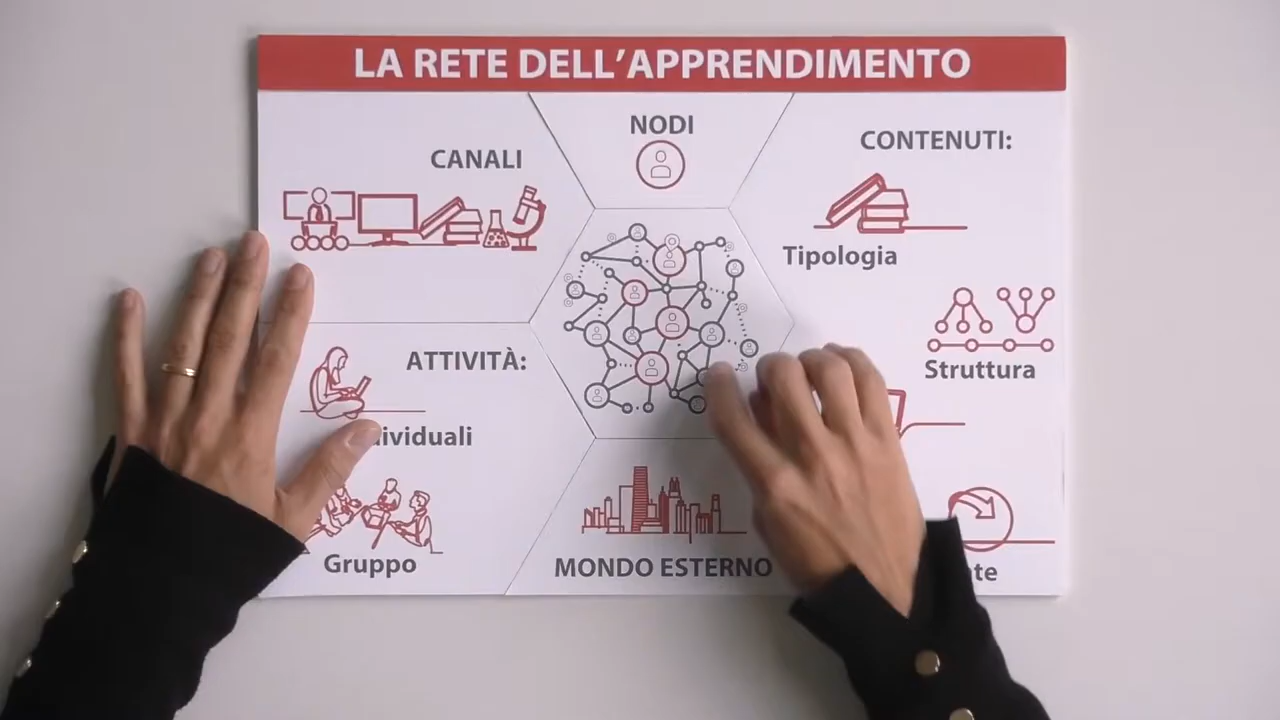 LA RETE DELL'APPRENDIMENTO
NODI
CANALI
CONTENUTI:
Tipologia
Struttura
ATTIVITÀ:
Gruppo
MONDO ESTERNO